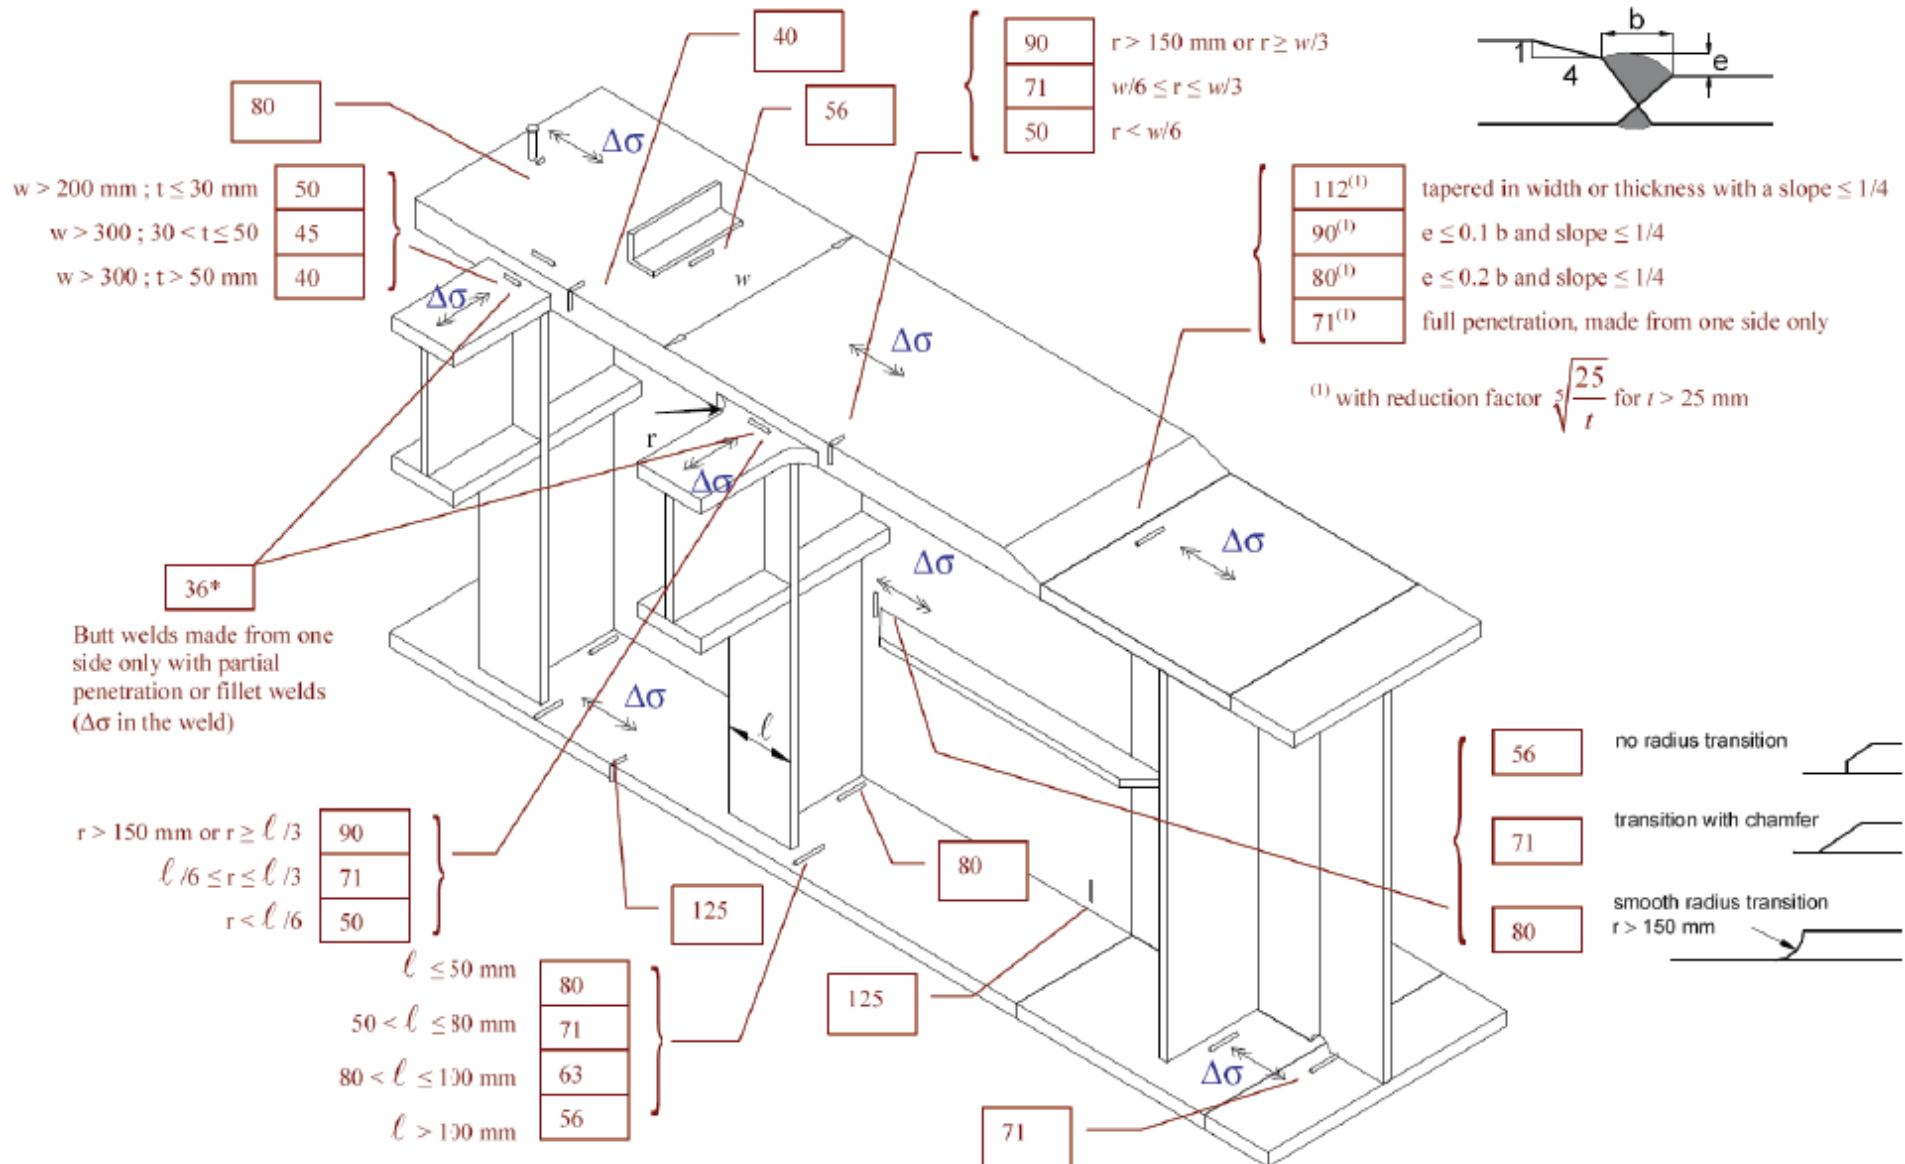 40
90 r > 150 mm or r ≥ w/3
71 w/6 ≤ r ≤ w/3
50 r < w/6
b
1
4
e
80
Δσ
56
w > 200 mm ; t ≤ 30 mm 50
w > 300 ; 30 < t ≤ 50 45
w > 300 ; t > 50 mm 40
112(1) tapered in width or thickness with a slope ≤ 1/4
90(1) e ≤ 0.1 b and slope ≤ 1/4
80(1) e ≤ 0.2 b and slope ≤ 1/4
71(1) full penetration, made from one side only
(1) with reduction factor ⁵√(25/t) for t > 25 mm
w
Δσ
Δσ
r
Δσ
Δσ
Δσ
36*
Butt welds made from one
side only with partial
penetration or fillet welds
(Δσ in the weld)
Δσ
ℓ
56 no radius transition
71 transition with chamfer
80 smooth radius transition
r > 150 mm
r > 150 mm or r ≥ ℓ /3 90
ℓ /6 ≤ r ≤ ℓ /3 71
r < ℓ /6 50
80
125
ℓ ≤ 50 mm 80
50 < ℓ ≤ 80 mm 71
80 < ℓ ≤ 100 mm 63
ℓ > 100 mm 56
125
Δσ
71